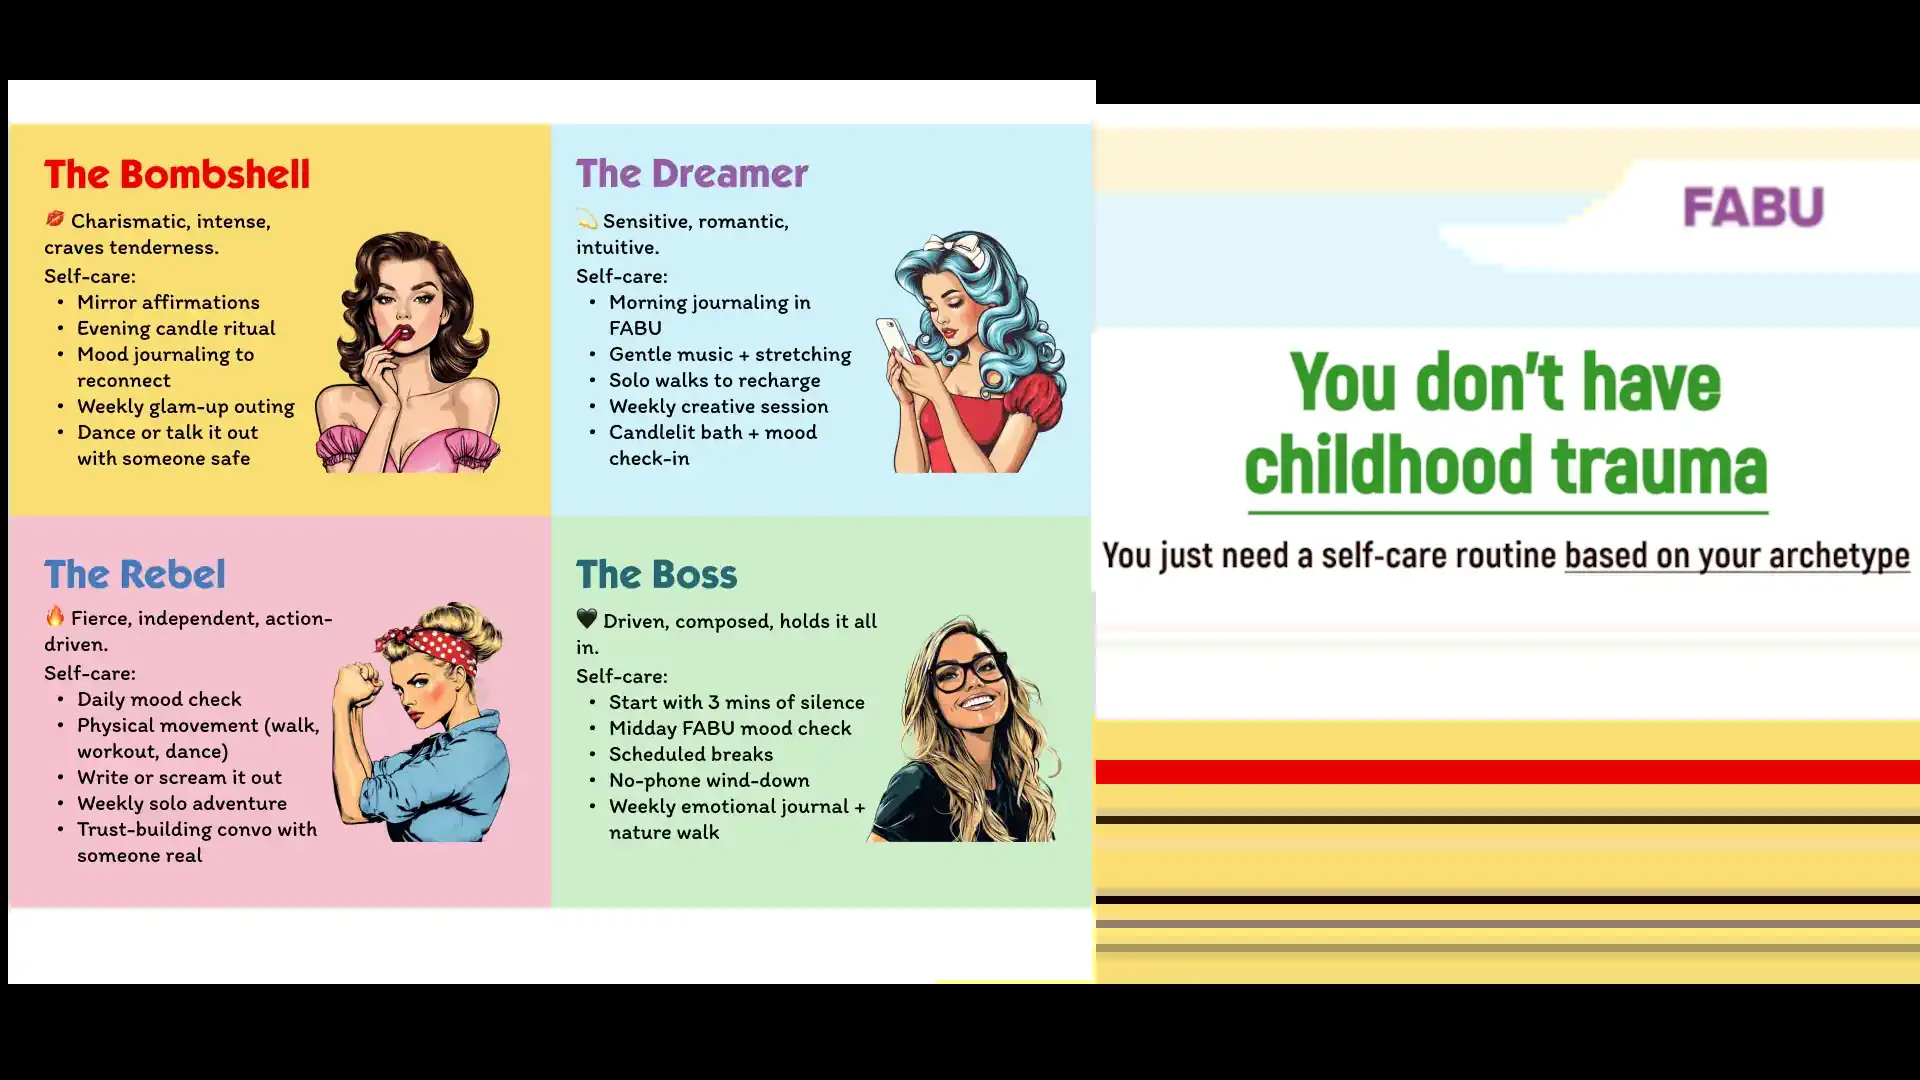 The Bombshell
💋 Charismatic, intense,
craves tenderness.
Self-care:
• Mirror affirmations
• Evening candle ritual
• Mood journaling to
reconnect
• Weekly glam-up outing
• Dance or talk it out
with someone safe
The Dreamer
💫 Sensitive, romantic,
intuitive.
Self-care:
• Morning journaling in
FABU
• Gentle music + stretching
• Solo walks to recharge
• Weekly creative session
• Candlelit bath + mood
check-in
The Rebel
🔥 Fierce, independent, action-
driven.
Self-care:
• Daily mood check
• Physical movement (walk,
workout, dance)
• Write or scream it out
• Weekly solo adventure
• Trust-building convo with
someone real
The Boss
🖤 Driven, composed, holds it all
in.
Self-care:
• Start with 3 mins of silence
• Midday FABU mood check
• Scheduled breaks
• No-phone wind-down
• Weekly emotional journal +
nature walk
FABU
You don't have
childhood trauma
You just need a self-care routine based on your archetype